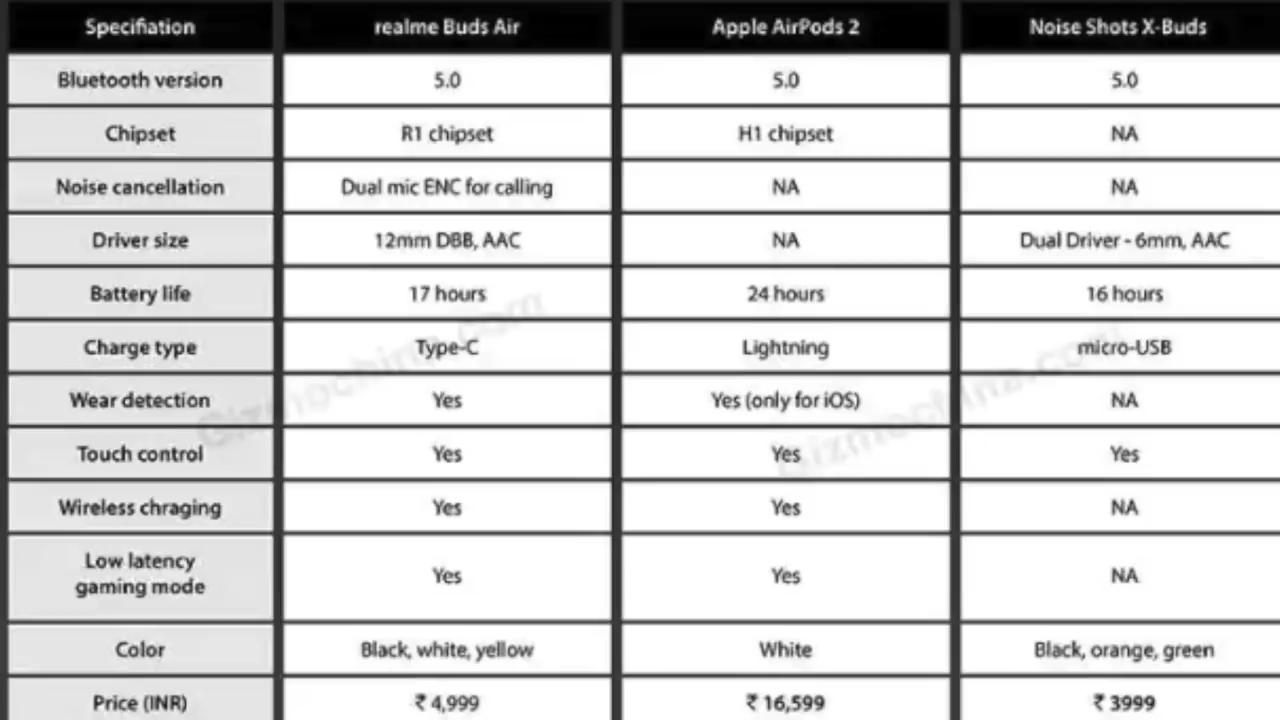 Specifiation realme Buds Air Apple AirPods 2 Noise Shots X-Buds
Bluetooth version 5.0 5.0 5.0
Chipset R1 chipset H1 chipset NA
Noise cancellation Dual mic ENC for calling NA NA
Driver size 12mm DBB, AAC NA Dual Driver - 6mm, AAC
Battery life 17 hours 24 hours 16 hours
Charge type Type-C Lightning micro-USB
Wear detection Yes Yes (only for iOS) NA
Touch control Yes Yes Yes
Wireless chraging Yes Yes NA
Low latency
gaming mode Yes Yes NA
Color Black, white, yellow White Black, orange, green
Price (INR) ₹ 4,999 ₹ 16,599 ₹ 3999
Gizmochina.com
Gizmochina.com